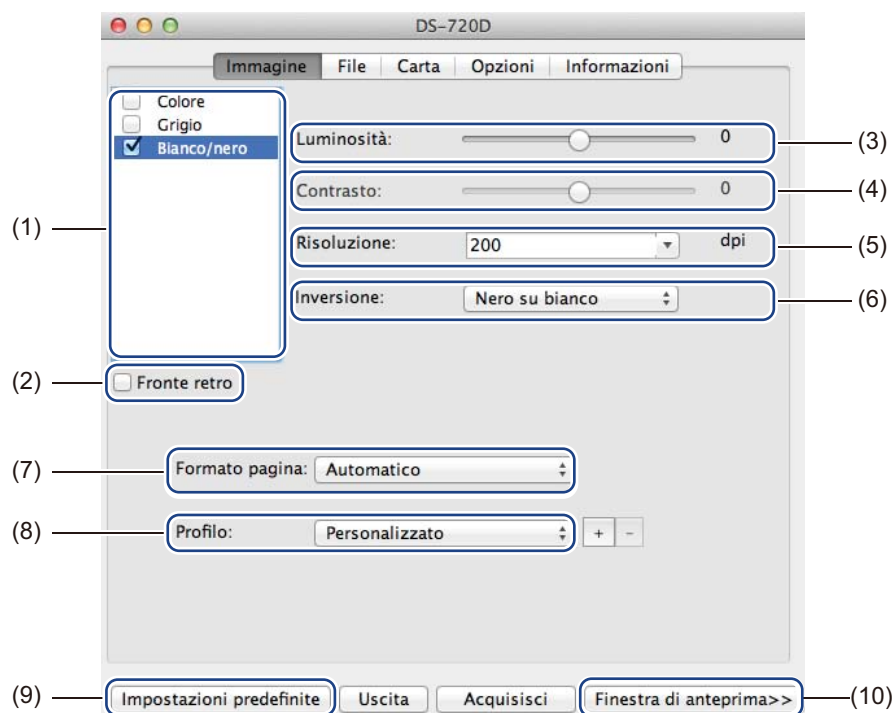 DS-720D
Immagine File Carta Opzioni Informazioni
Colore
Grigio
Bianco/nero
Luminosità: 0 (3)
Contrasto: 0 (4)
(1)
Risoluzione: 200 dpi (5)
Inversione: Nero su bianco (6)
(2) Fronte retro
(7) Formato pagina: Automatico
(8) Profilo: Personalizzato + -
(9) Impostazioni predefinite Uscita Acquisisci Finestra di anteprima>> (10)